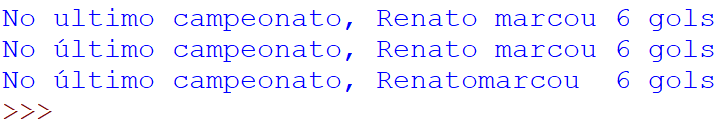 No ultimo campeonato, Renato marcou 6 gols
No último campeonato, Renato marcou 6 gols
No último campeonato, Renatomarcou  6 gols
>>>